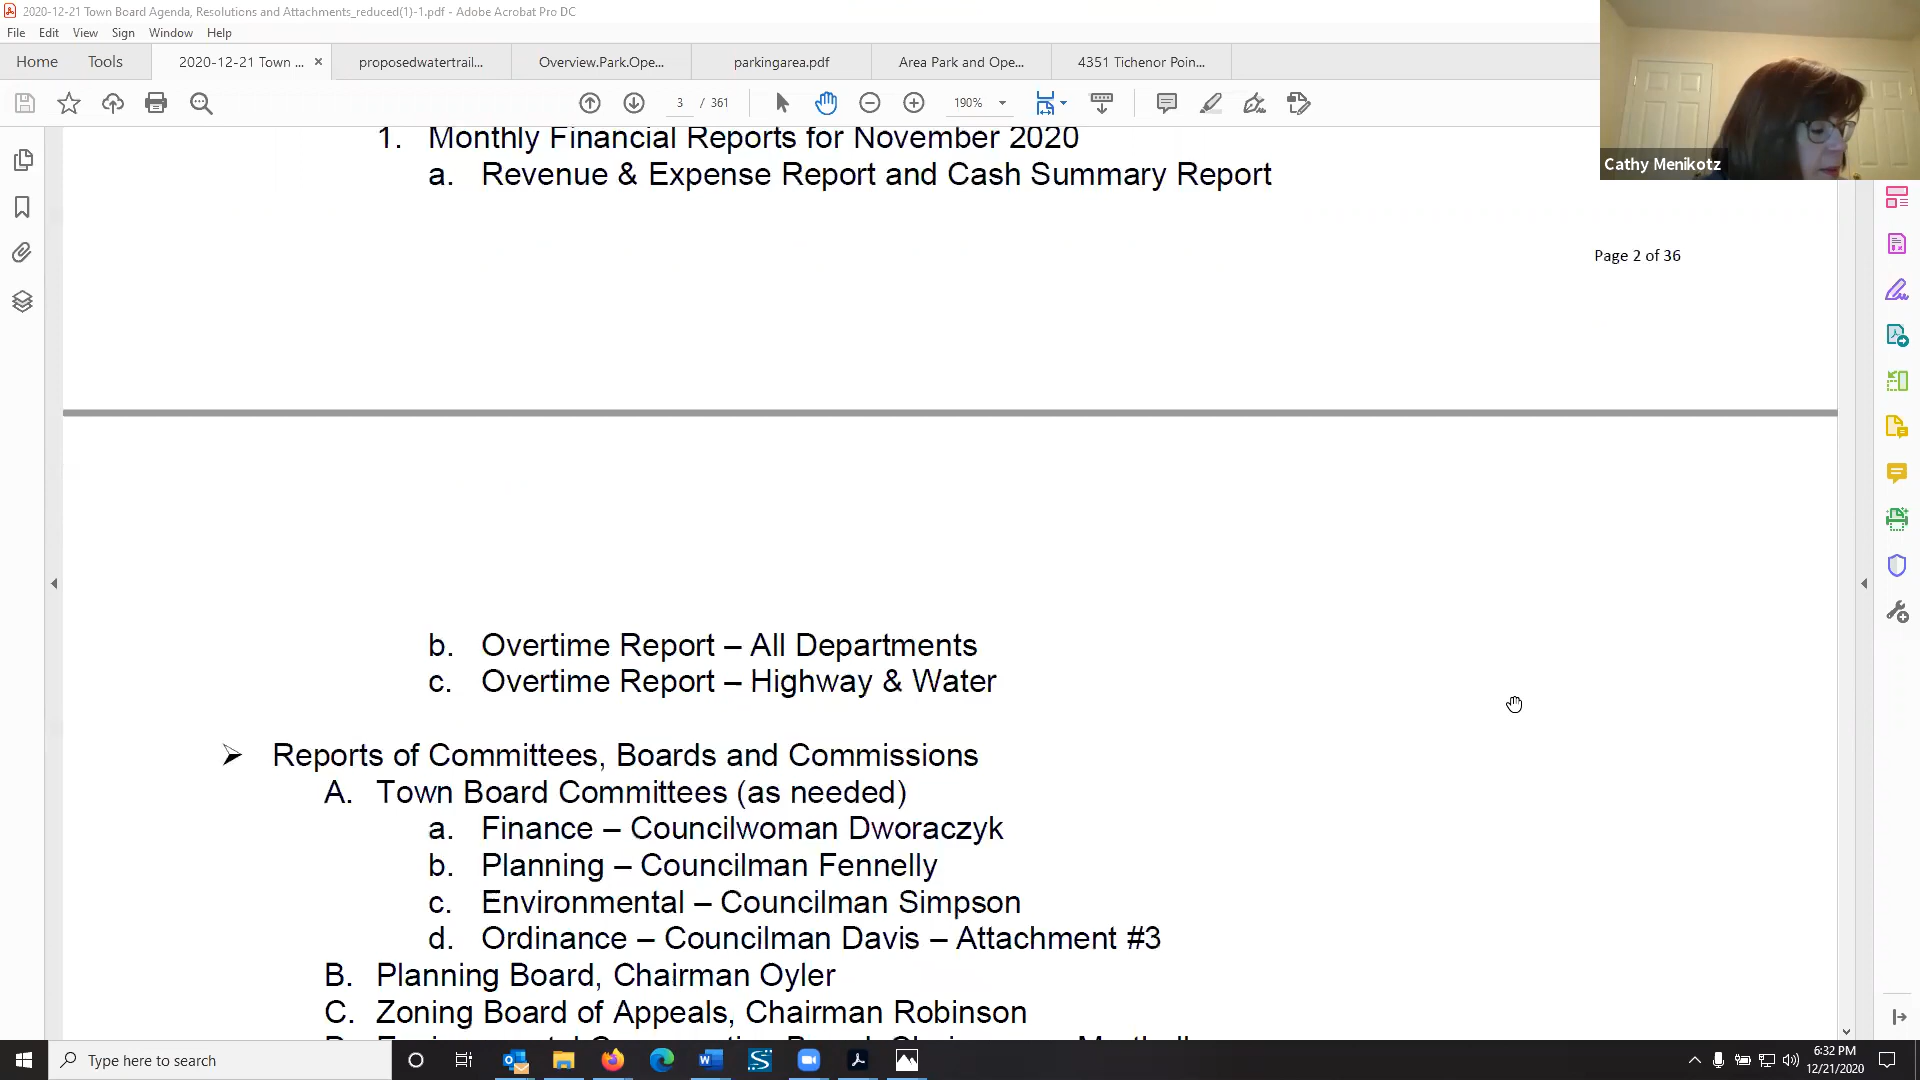 2020-12-21 Town Board Agenda, Resolutions and Attachments_reduced(1)-1.pdf - Adobe Acrobat Pro DC
File Edit View Sign Window Help
Home Tools 2020-12-21 Town ... × proposedwatertrail... Overview.Park.Ope... parkingarea.pdf Area Park and Ope... 4351 Tichenor Poin...
3 / 361 190%
Cathy Menikotz
1. Monthly Financial Reports for November 2020
a. Revenue & Expense Report and Cash Summary Report
Page 2 of 36
b. Overtime Report – All Departments
c. Overtime Report – Highway & Water
➢ Reports of Committees, Boards and Commissions
A. Town Board Committees (as needed)
a. Finance – Councilwoman Dworaczyk
b. Planning – Councilman Fennelly
c. Environmental – Councilman Simpson
d. Ordinance – Councilman Davis – Attachment #3
B. Planning Board, Chairman Oyler
C. Zoning Board of Appeals, Chairman Robinson
Type here to search
6:32 PM
12/21/2020